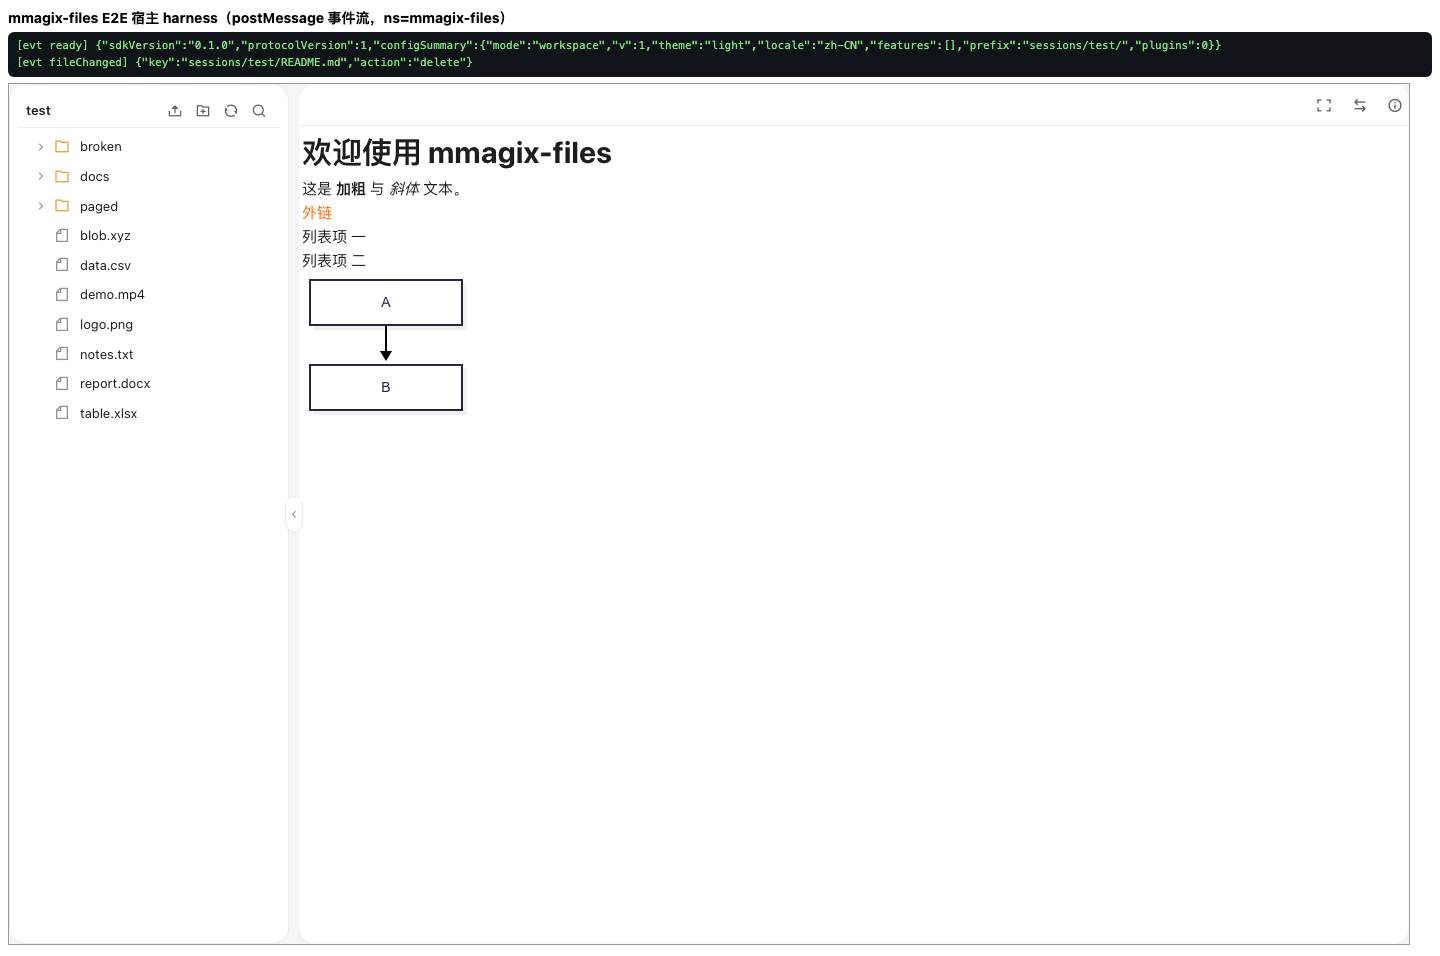 mmagix-files E2E 宿主 harness（postMessage 事件流，ns=mmagix-files）
[evt ready] {"sdkVersion":"0.1.0","protocolVersion":1,"configSummary":{"mode":"workspace","v":1,"theme":"light","locale":"zh-CN","features":[],"prefix":"sessions/test/","plugins":0}}
[evt fileChanged] {"key":"sessions/test/README.md","action":"delete"}
test
broken
docs
paged
blob.xyz
data.csv
demo.mp4
logo.png
notes.txt
report.docx
table.xlsx
欢迎使用 mmagix-files
这是 加粗 与 斜体 文本。
外链
列表项 一
列表项 二
A
B